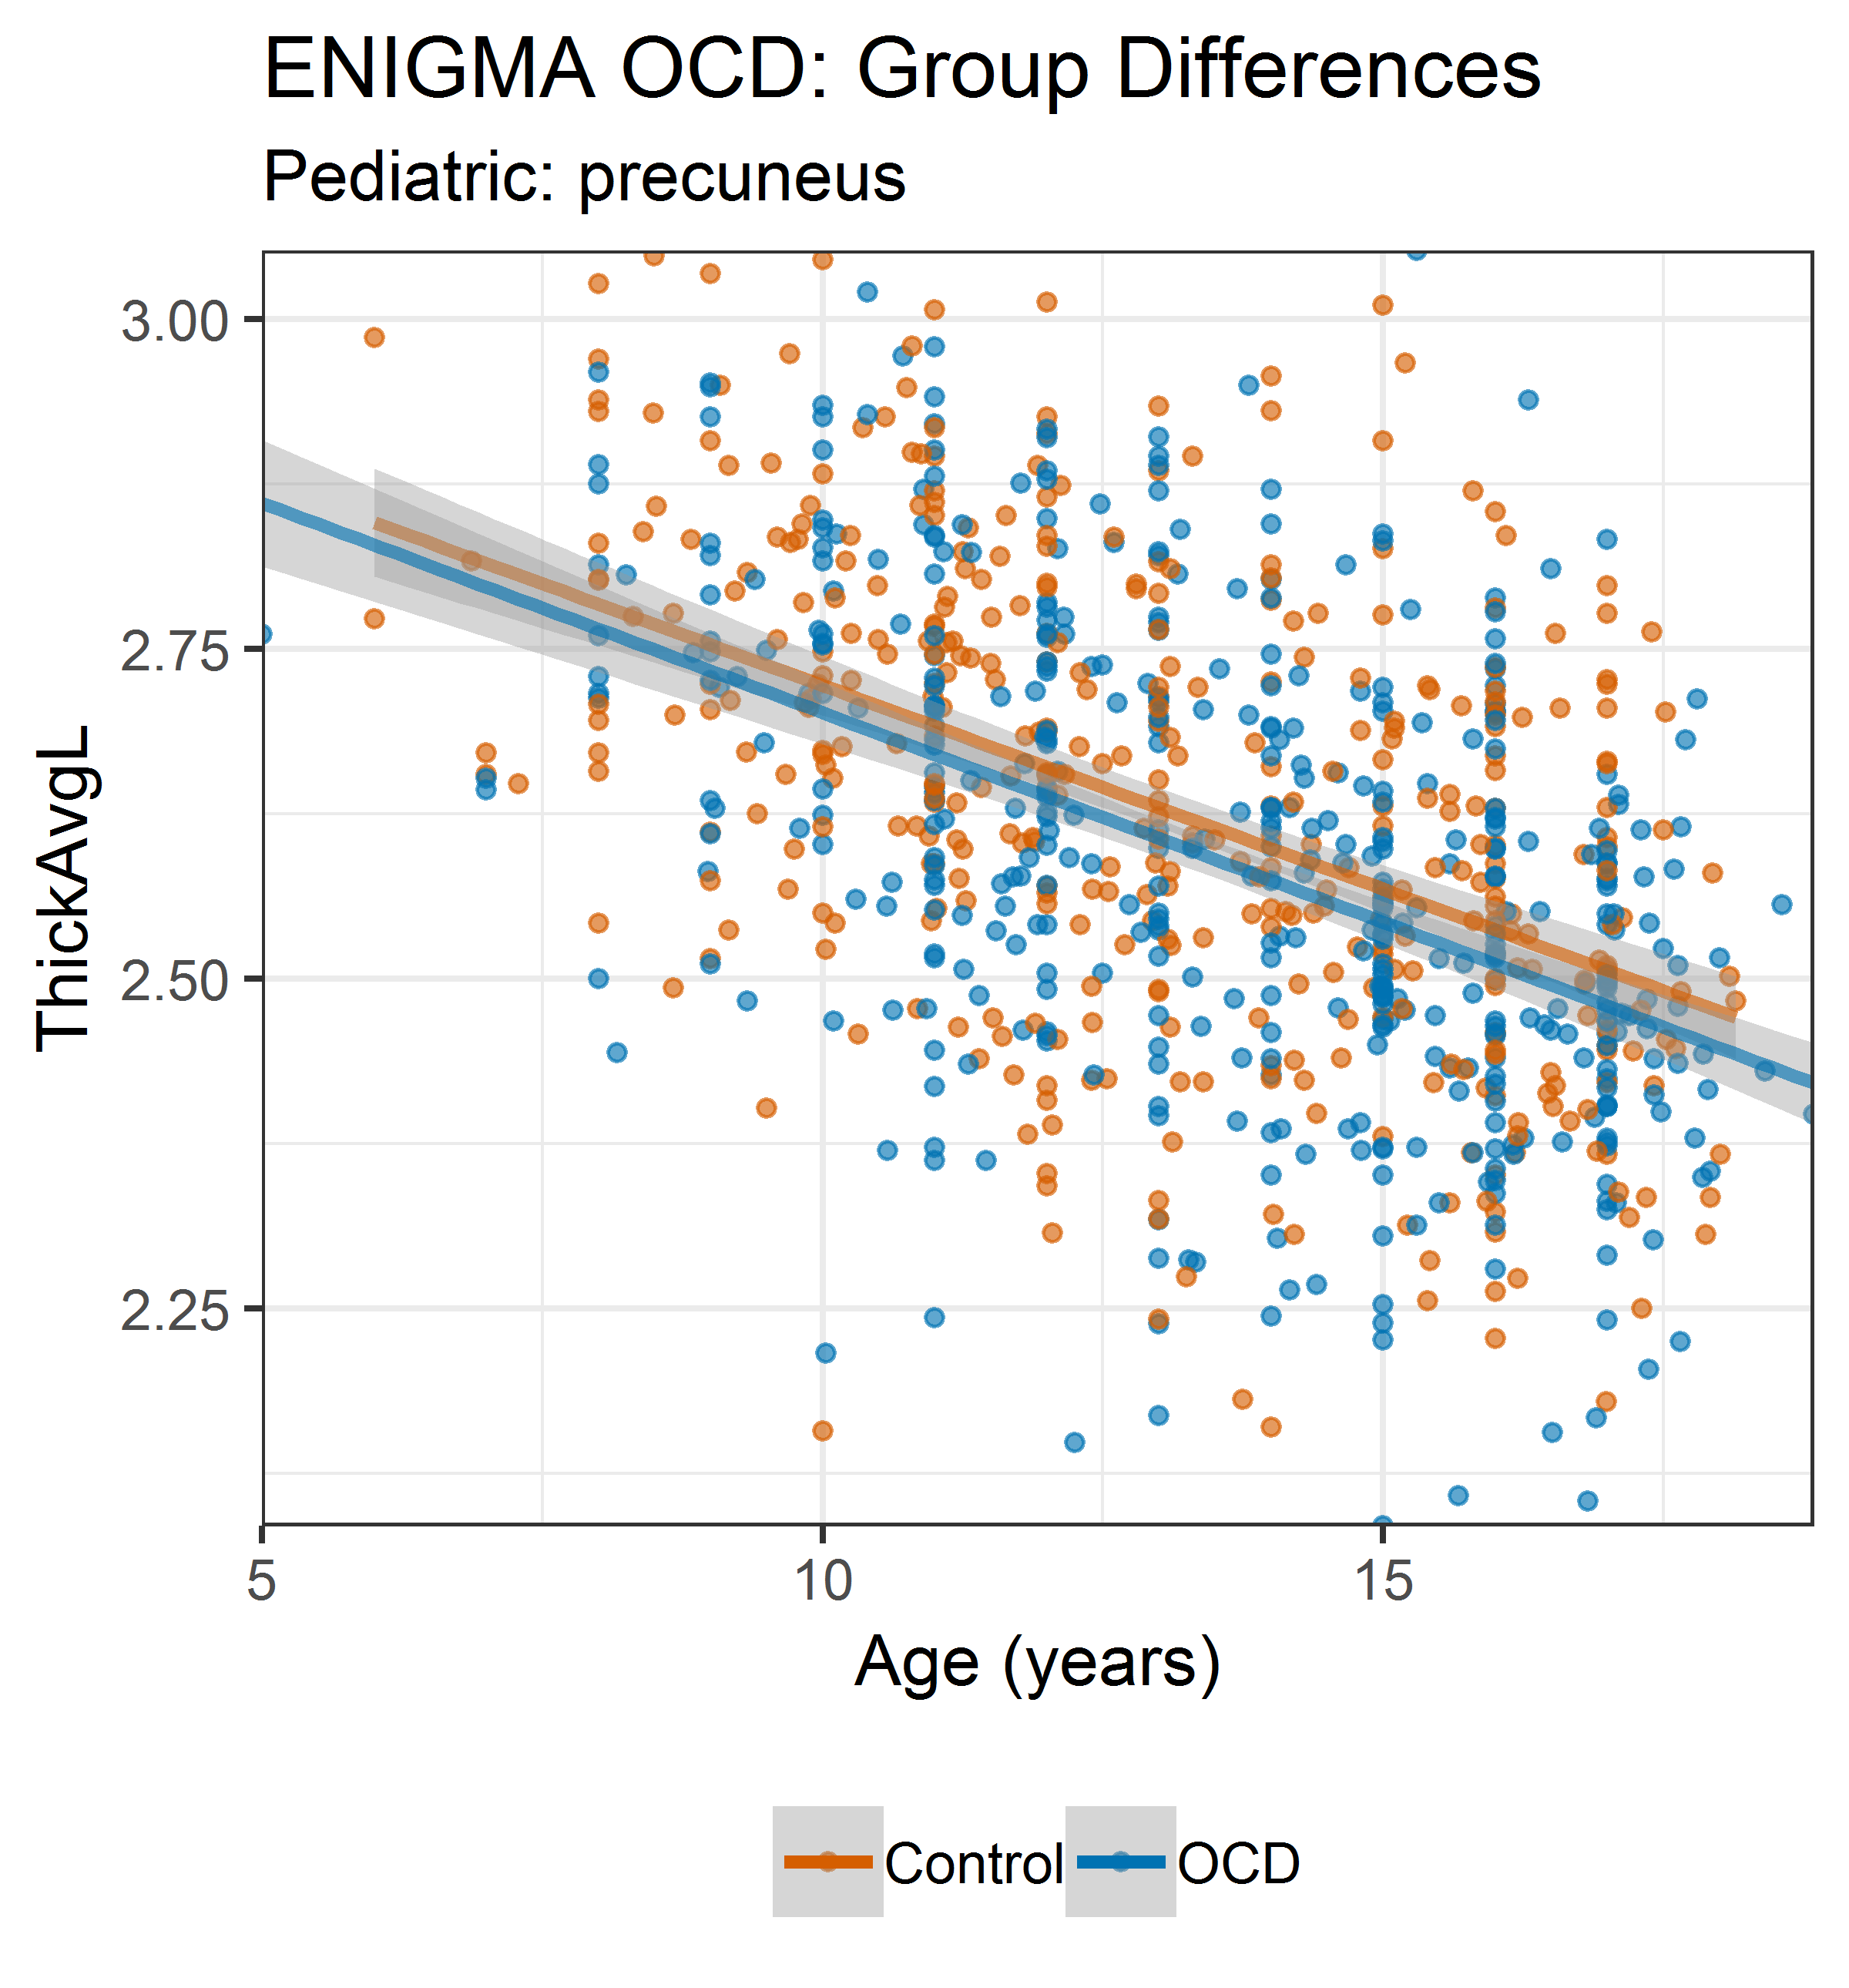 ENIGMA OCD: Group Differences
Pediatric: precuneus
ThickAvgL
3.00
2.75
2.50
2.25
5 10 15
Age (years)
Control OCD